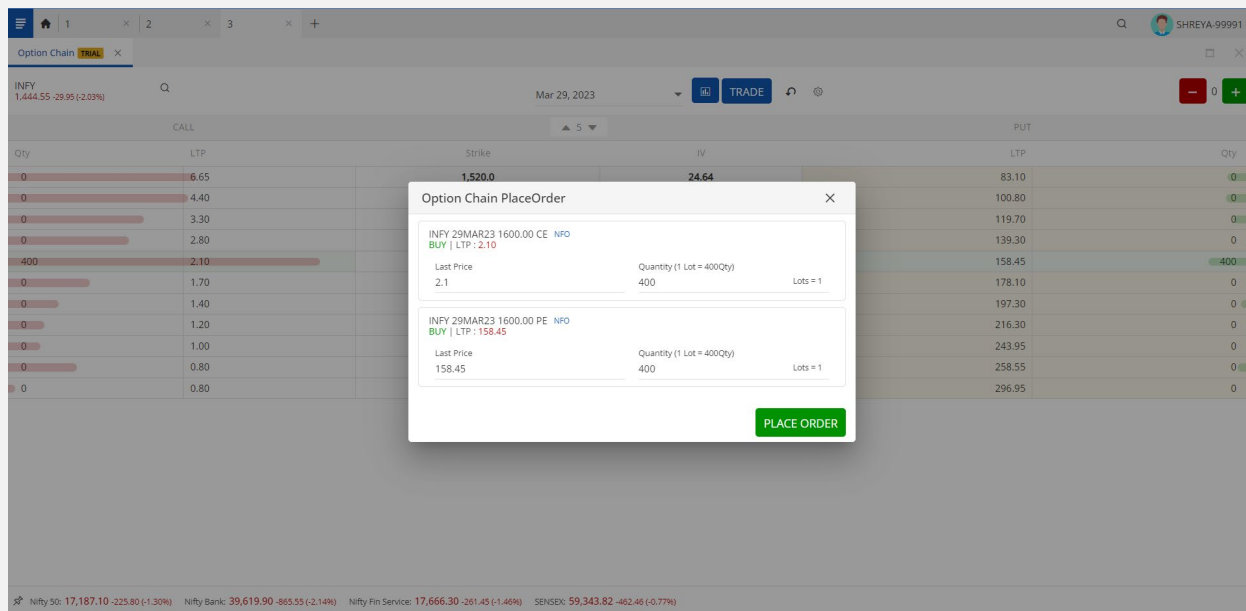 1 × 2 × 3 × +
SHREYA-99991
Option Chain TRIAL ×
INFY
1,444.55 -29.95 (-2.03%)
Mar 29, 2023
TRADE
0
CALL
5
PUT
Qty LTP Strike IV LTP Qty
0 6.65 1,520.0 24.64 83.10 0
0 4.40 100.80 0
0 3.30 119.70 0
0 2.80 139.30 0
400 2.10 158.45 400
0 1.70 178.10 0
0 1.40 197.30 0
0 1.20 216.30 0
0 1.00 243.95 0
0 0.80 258.55 0
0 0.80 296.95 0
Option Chain PlaceOrder
INFY 29MAR23 1600.00 CE NFO
BUY | LTP : 2.10
Last Price Quantity (1 Lot = 400Qty)
2.1 400 Lots = 1
INFY 29MAR23 1600.00 PE NFO
BUY | LTP : 158.45
Last Price Quantity (1 Lot = 400Qty)
158.45 400 Lots = 1
PLACE ORDER
Nifty 50: 17,187.10 -225.80 (-1.30%) Nifty Bank: 39,619.90 -865.55 (-2.14%) Nifty Fin Service: 17,666.30 -261.45 (-1.46%) SENSEX: 59,343.82 -462.46 (-0.77%)